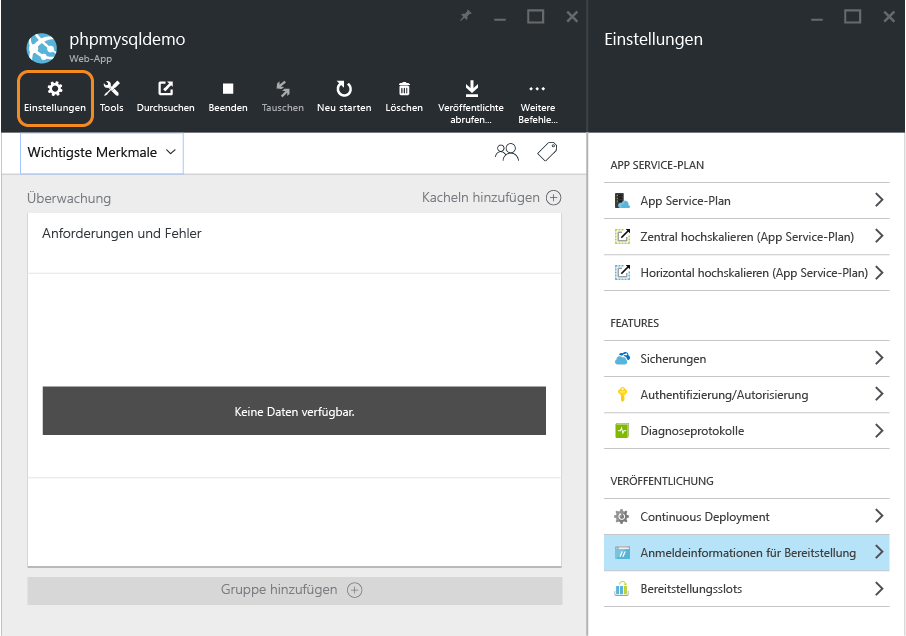 phpmysqldemo
Web-App
Einstellungen
Tools
Durchsuchen
Beenden
Tauschen
Neu starten
Löschen
Veröffentlichte
abrufen...
Weitere
Befehle...
Wichtigste Merkmale
Überwachung
Kacheln hinzufügen
Anforderungen und Fehler
Keine Daten verfügbar.
Gruppe hinzufügen
Einstellungen
APP SERVICE-PLAN
App Service-Plan
Zentral hochskalieren (App Service-Plan)
Horizontal hochskalieren (App Service-Plan)
FEATURES
Sicherungen
Authentifizierung/Autorisierung
Diagnoseprotokolle
VERÖFFENTLICHUNG
Continuous Deployment
Anmeldeinformationen für Bereitstellung
Bereitstellungsslots